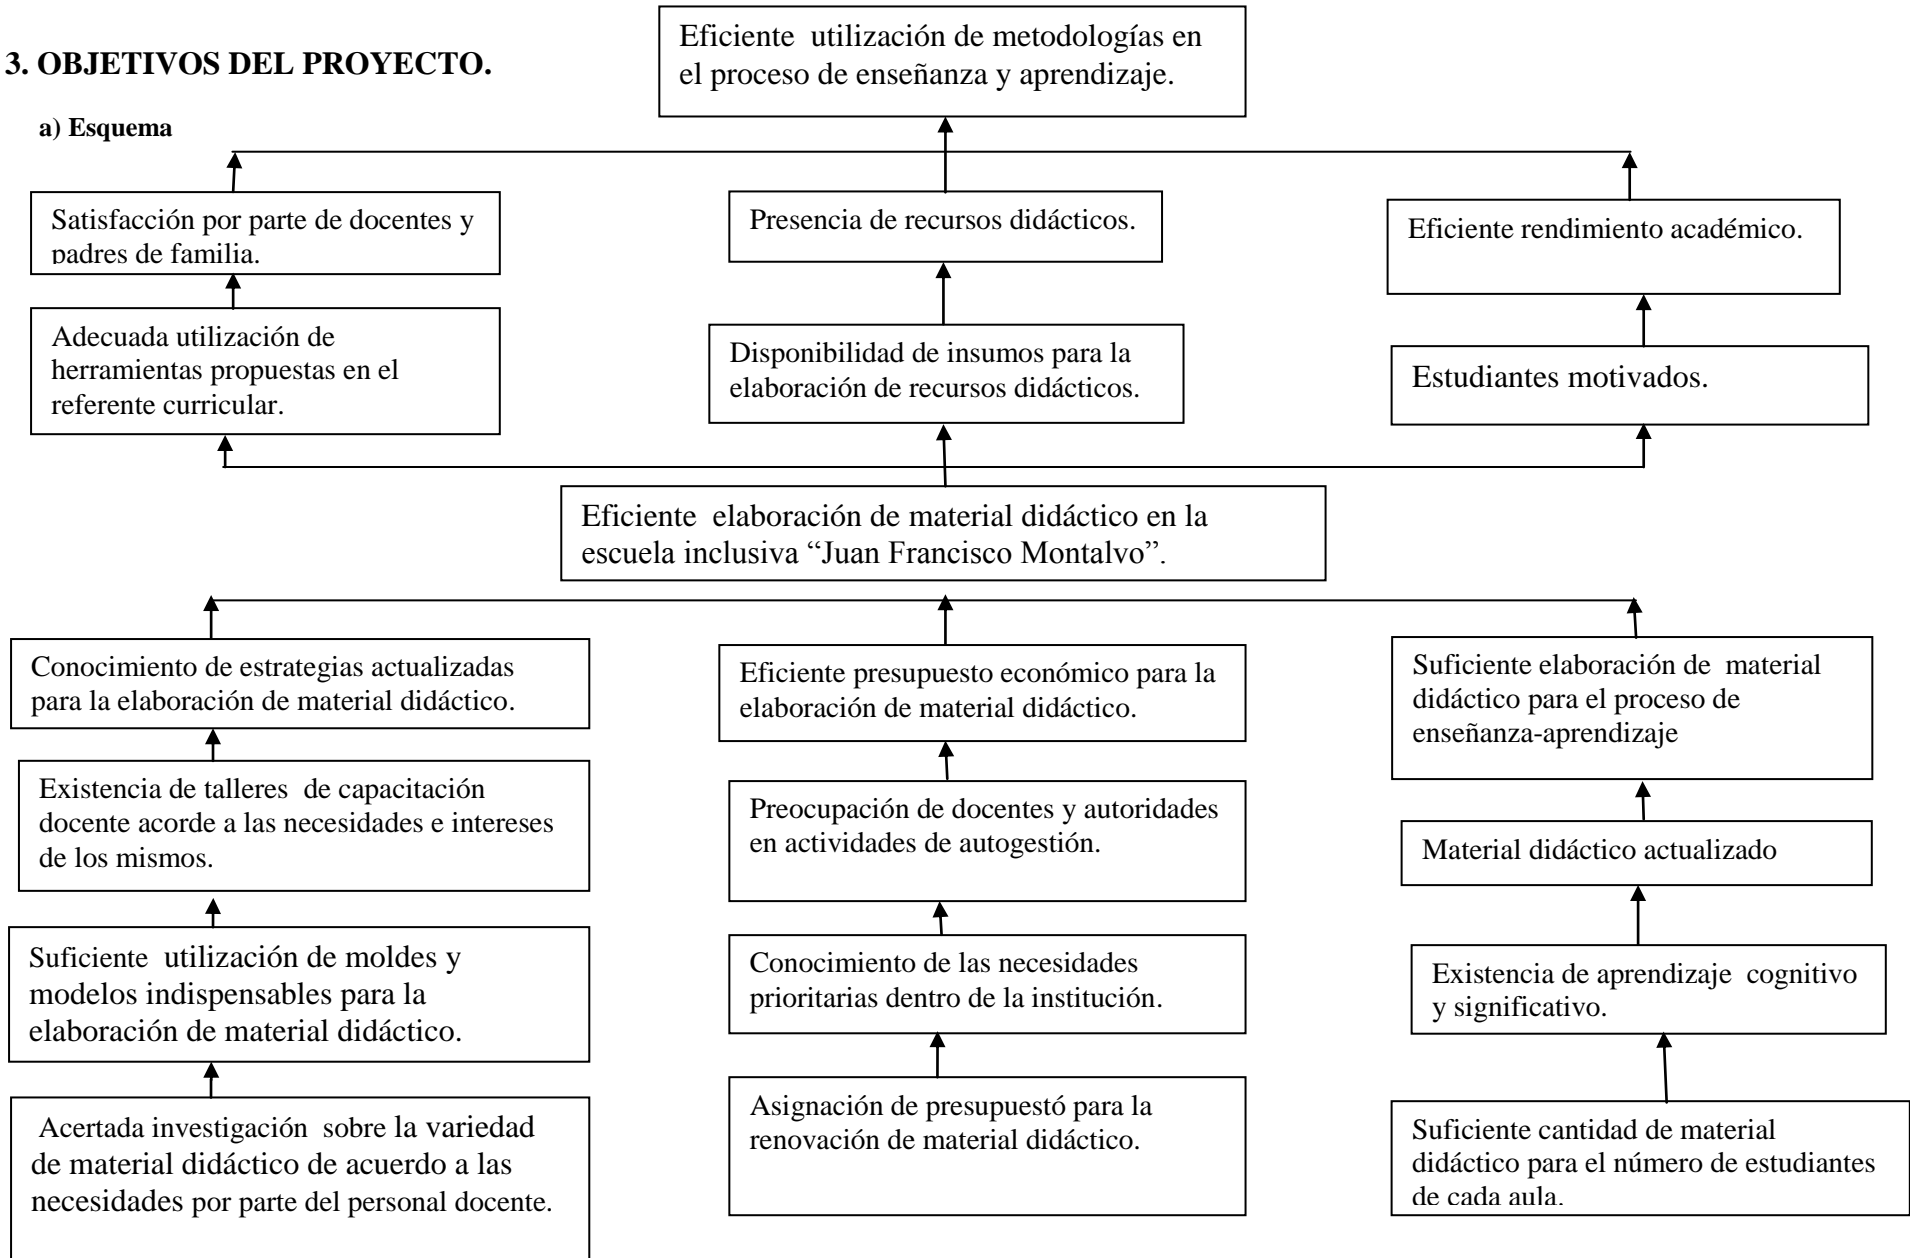 Eficiente utilización de metodologías en
el proceso de enseñanza y aprendizaje.
3. OBJETIVOS DEL PROYECTO.
a) Esquema
Satisfacción por parte de docentes y
padres de familia.
Presencia de recursos didácticos.
Eficiente rendimiento académico.
Adecuada utilización de
herramientas propuestas en el
referente curricular.
Disponibilidad de insumos para la
elaboración de recursos didácticos.
Estudiantes motivados.
Eficiente elaboración de material didáctico en la
escuela inclusiva “Juan Francisco Montalvo”.
Conocimiento de estrategias actualizadas
para la elaboración de material didáctico.
Eficiente presupuesto económico para la
elaboración de material didáctico.
Suficiente elaboración de material
didáctico para el proceso de
enseñanza-aprendizaje
Existencia de talleres de capacitación
docente acorde a las necesidades e intereses
de los mismos.
Preocupación de docentes y autoridades
en actividades de autogestión.
Material didáctico actualizado
Suficiente utilización de moldes y
modelos indispensables para la
elaboración de material didáctico.
Conocimiento de las necesidades
prioritarias dentro de la institución.
Existencia de aprendizaje cognitivo
y significativo.
Acertada investigación sobre la variedad
de material didáctico de acuerdo a las
necesidades por parte del personal docente.
Asignación de presupuestó para la
renovación de material didáctico.
Suficiente cantidad de material
didáctico para el número de estudiantes
de cada aula.